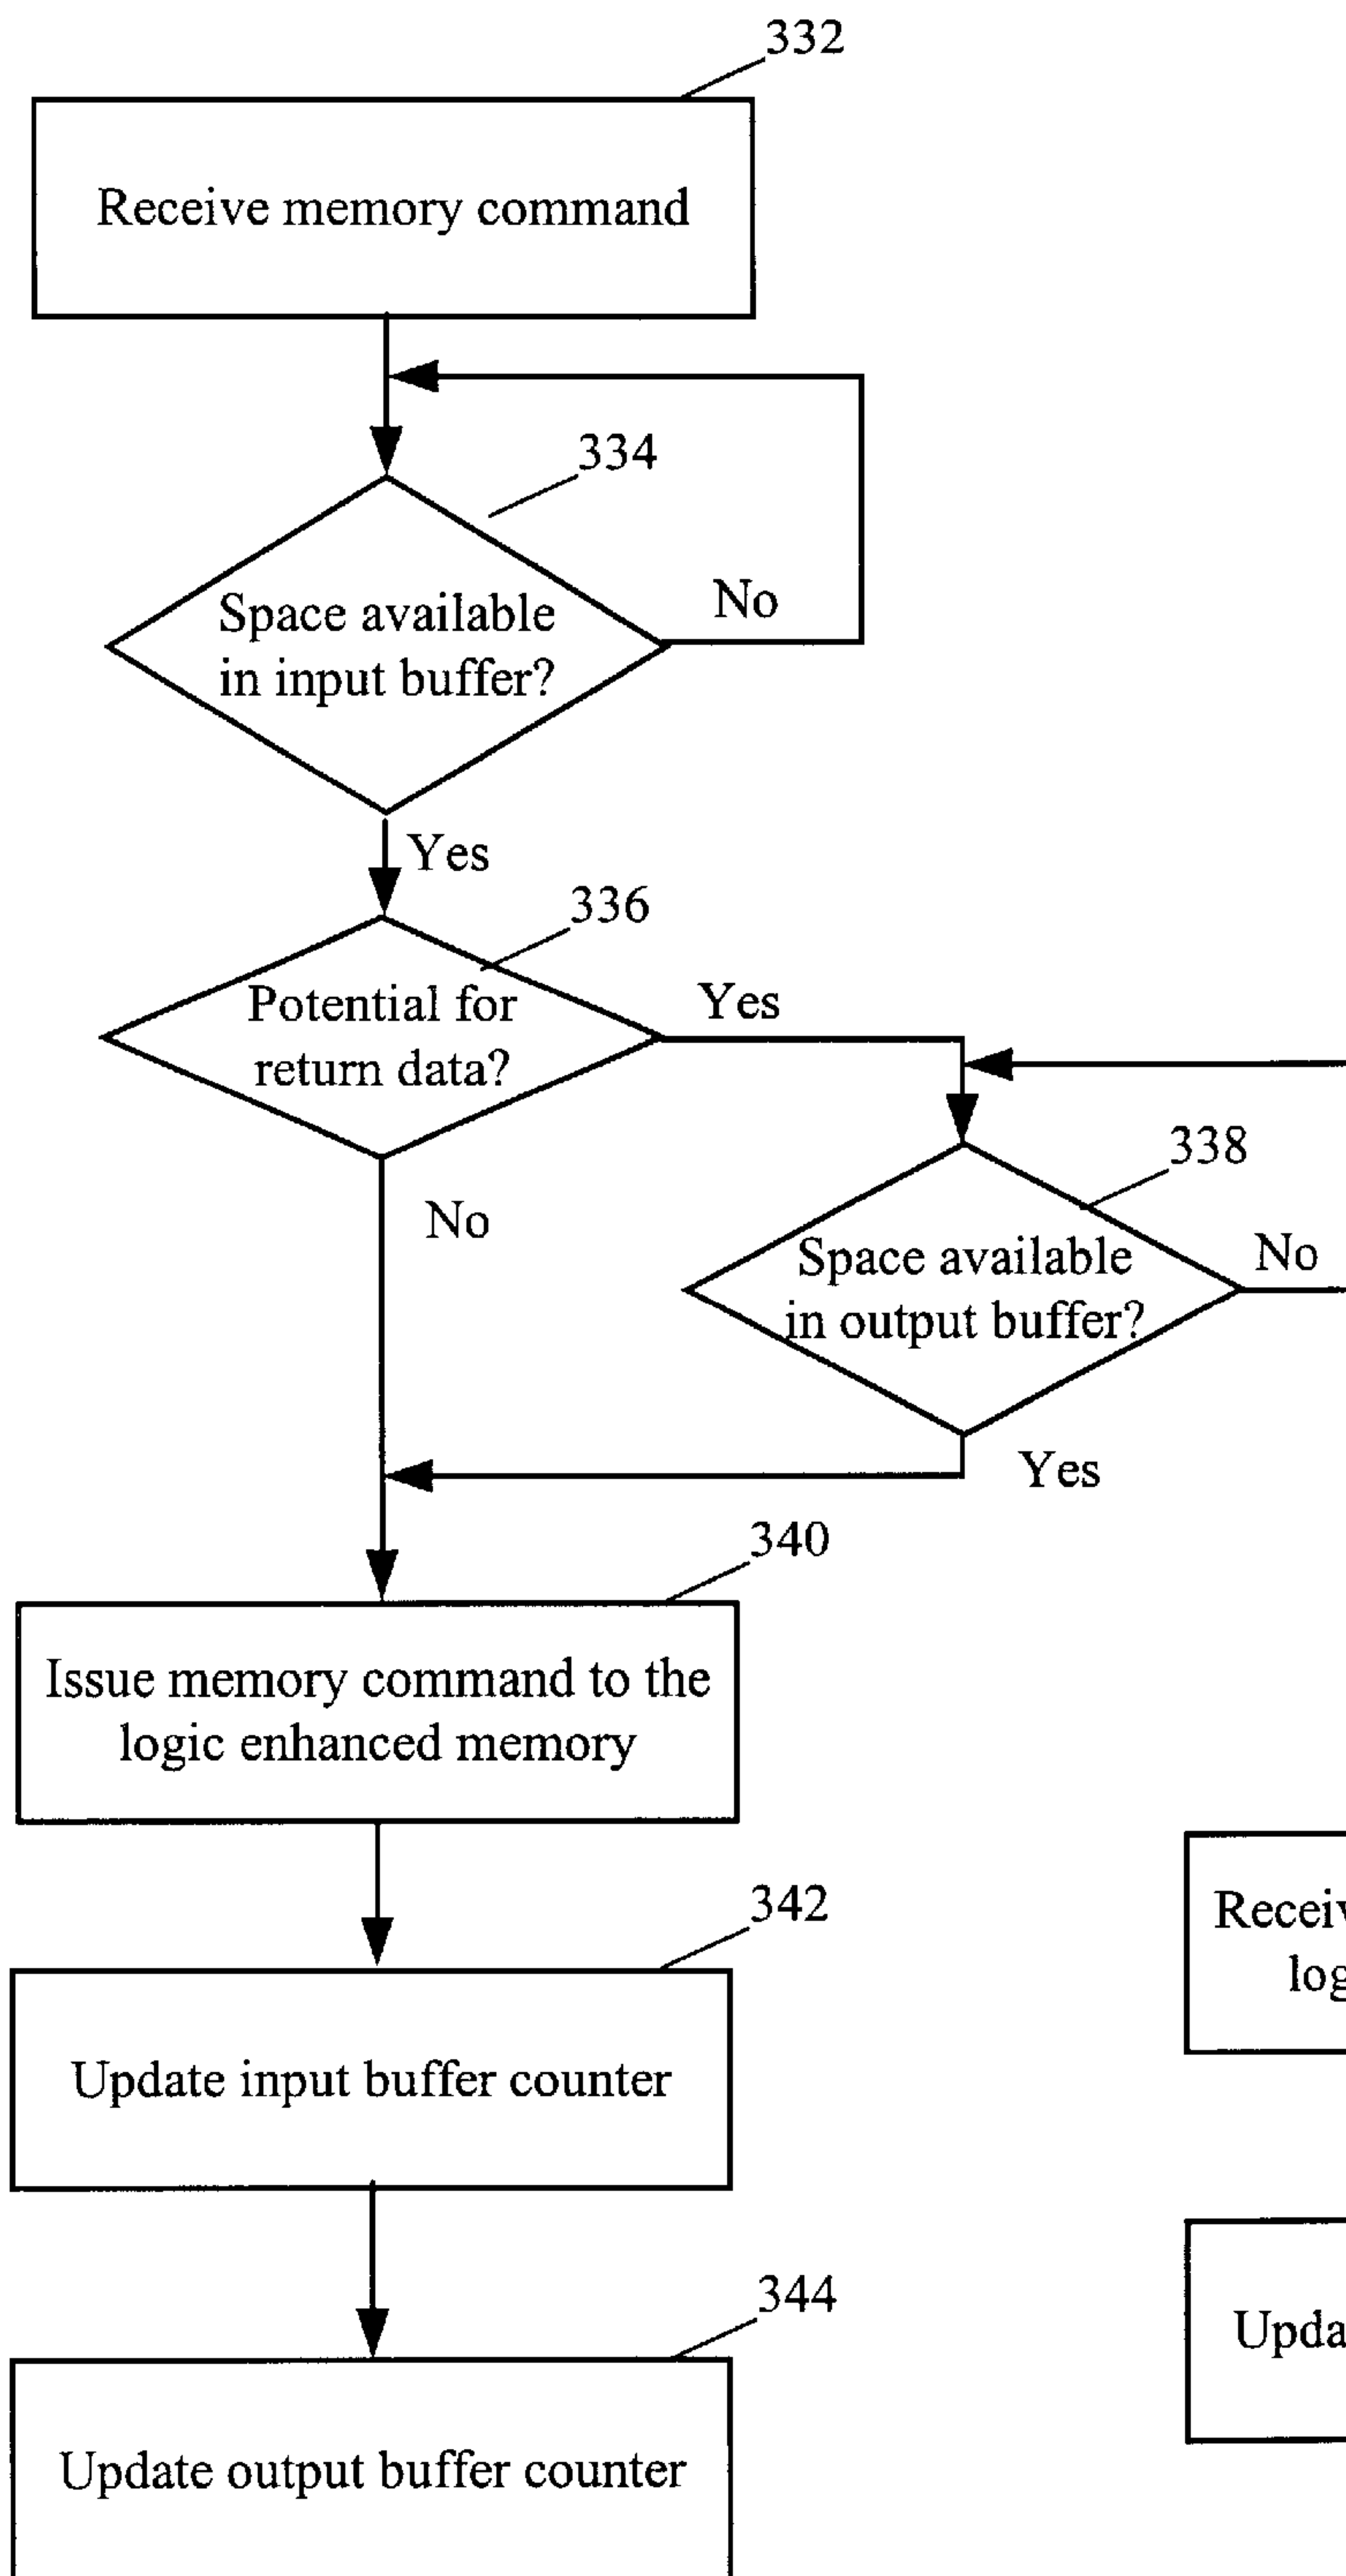 332
Receive memory command
334
Space available
in input buffer?
No
Yes
336
Potential for
return data?
Yes
No
338
Space available
in output buffer?
No
Yes
340
Issue memory command to the
logic enhanced memory
342
Update input buffer counter
344
Update output buffer counter